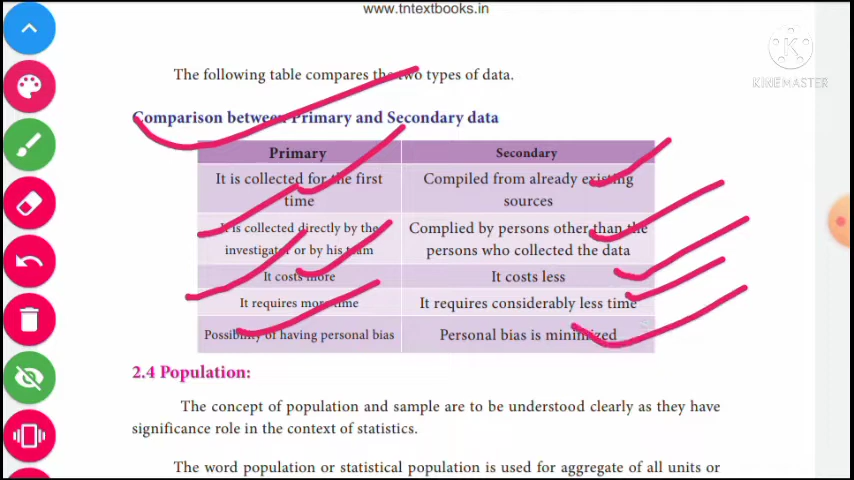 www.tntextbooks.in
K
KINEMASTER
The following table compares the two types of data.
Comparison between Primary and Secondary data
Primary
Secondary
It is collected for the first
time
Compiled from already existing
sources
It is collected directly by the
investigator or by his team
Complied by persons other than the
persons who collected the data
It costs more
It costs less
It requires more time
It requires considerably less time
Possibility of having personal bias
Personal bias is minimized
2.4 Population:
The concept of population and sample are to be understood clearly as they have
significance role in the context of statistics.
The word population or statistical population is used for aggregate of all units or